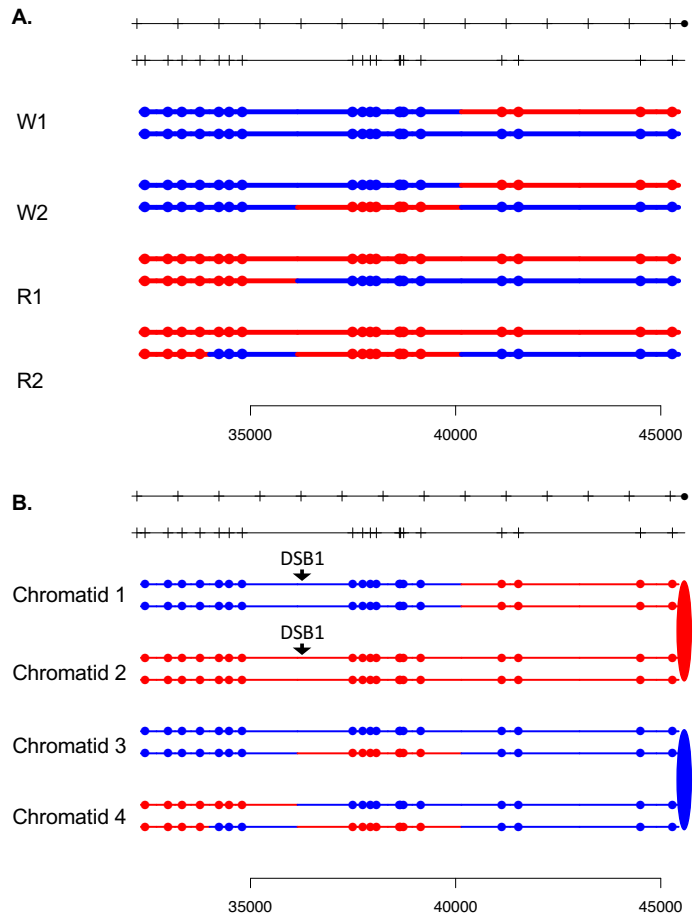 A.
W1
W2
R1
R2
35000 40000 45000
B.
DSB1
Chromatid 1
DSB1
Chromatid 2
Chromatid 3
Chromatid 4
35000 40000 45000